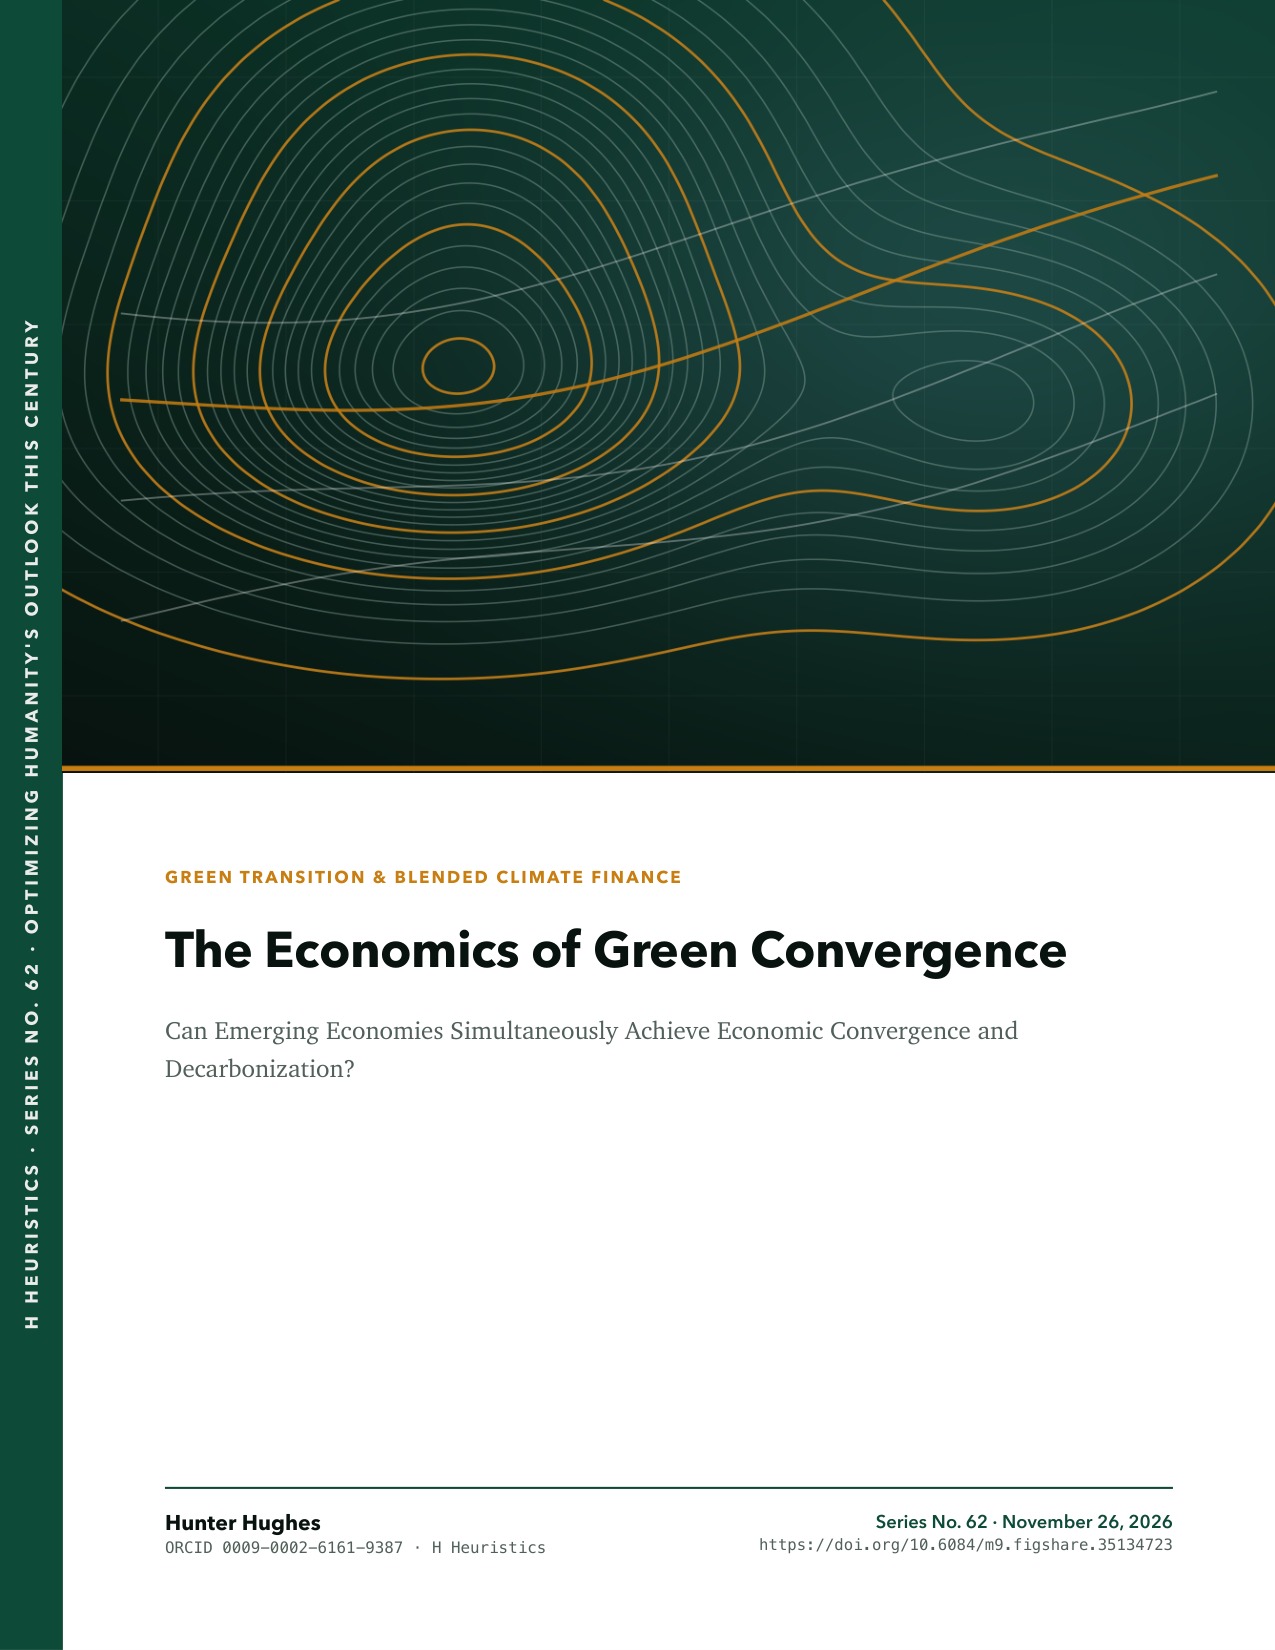 H HEURISTICS · SERIES NO. 62 · OPTIMIZING HUMANITY'S OUTLOOK THIS CENTURY
GREEN TRANSITION & BLENDED CLIMATE FINANCE
The Economics of Green Convergence
Can Emerging Economies Simultaneously Achieve Economic Convergence and
Decarbonization?
Hunter Hughes
ORCID 0009-0002-6161-9387 · H Heuristics
Series No. 62 · November 26, 2026
https://doi.org/10.6084/m9.figshare.35134723